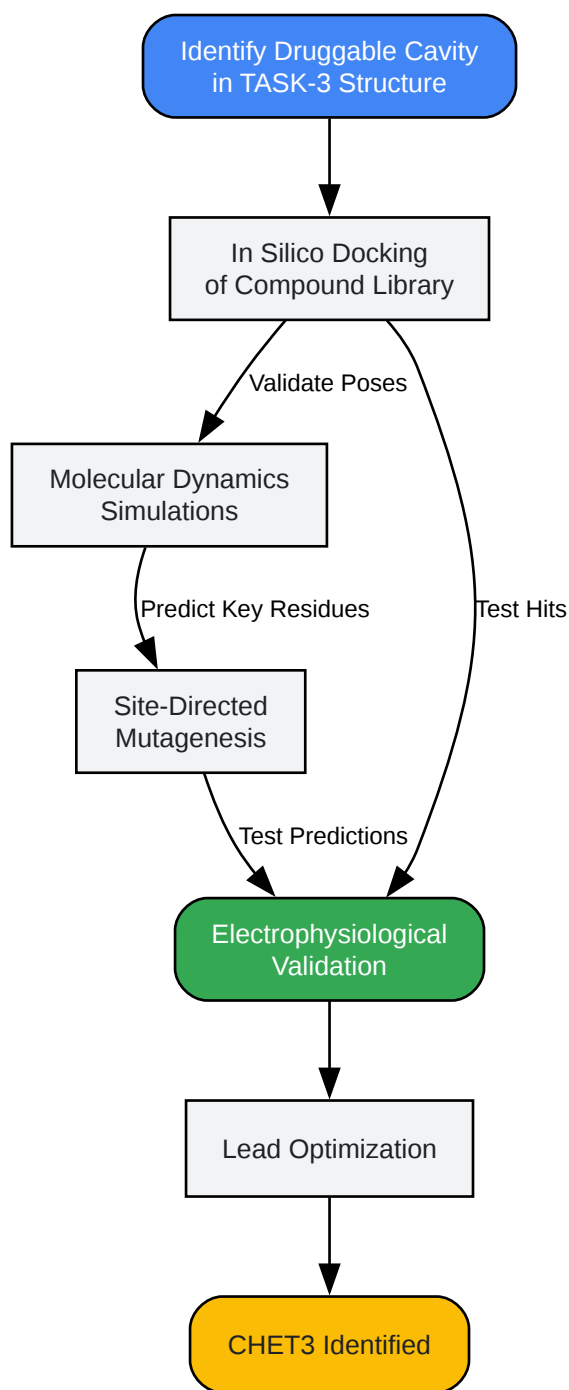 Identify Druggable Cavity
in TASK-3 Structure
In Silico Docking
of Compound Library
Validate Poses
Molecular Dynamics
Simulations
Predict Key Residues
Test Hits
Site-Directed
Mutagenesis
Test Predictions
Electrophysiological
Validation
Lead Optimization
CHET3 Identified